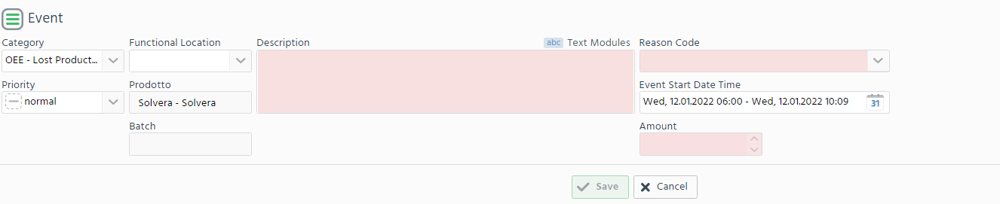 Event
Category
Functional Location
Description
abc Text Modules
Reason Code
OEE - Lost Product...
Priority
Prodotto
Event Start Date Time
normal
Solvera - Solvera
Wed, 12.01.2022 06:00 - Wed, 12.01.2022 10:09
31
Batch
Amount
Save
Cancel